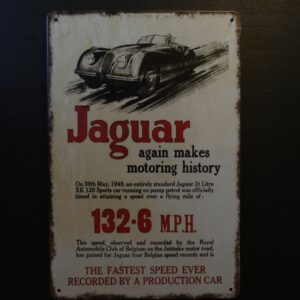 Jaguar
again makes
motoring history
On 30th May, 1949, an entirely standard Jaguar 3½ Litre
XK 120 Sports car running on pump petrol was officially
timed in attaining a speed over a flying mile of:
132·6 M.P.H.
This speed, observed and recorded by the Royal
Automobile Club of Belgium on the Jabbeke motor road,
has gained for Jaguar four Belgian speed records and is
THE FASTEST SPEED EVER
RECORDED BY A PRODUCTION CAR